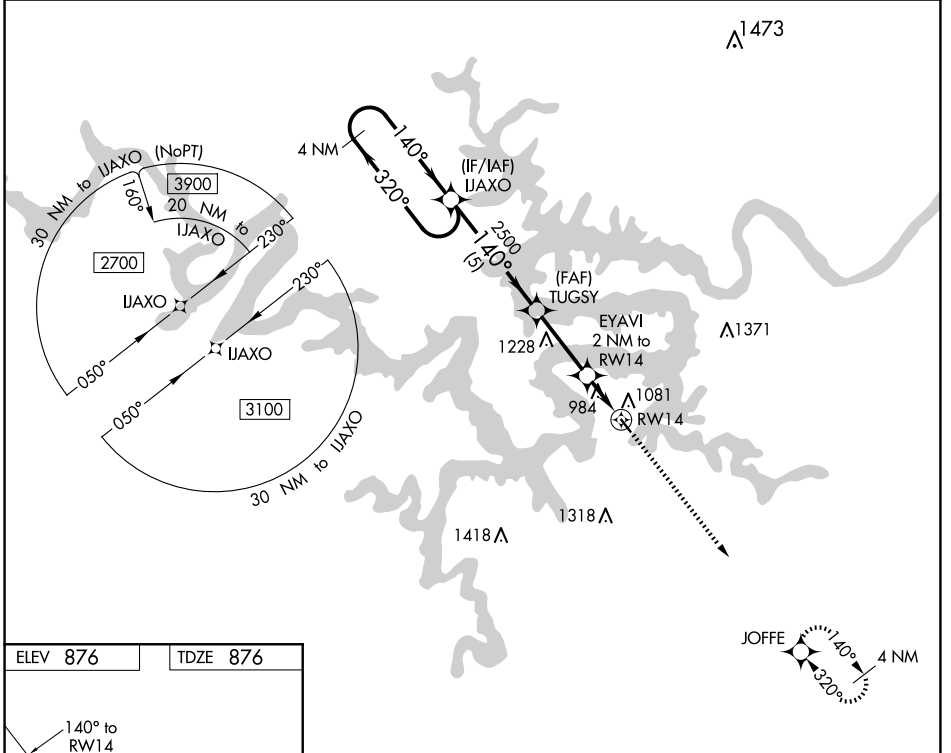 1473
4 NM
140°
320°
(IF/IAF)
IJAXO
30 NM to IJAXO (NoPT)
3900
160°
20 NM to
IJAXO
230°
2700
IJAXO
050°
2500
140°
(5)
230°
IJAXO
050°
3100
30 NM to IJAXO
(FAF)
TUGSY
1228
EYAVI
2 NM to
RW14
1371
984
1081
RW14
1418
1318
JOFFE
140°
320°
4 NM
ELEV 876
TDZE 876
140° to
RW14